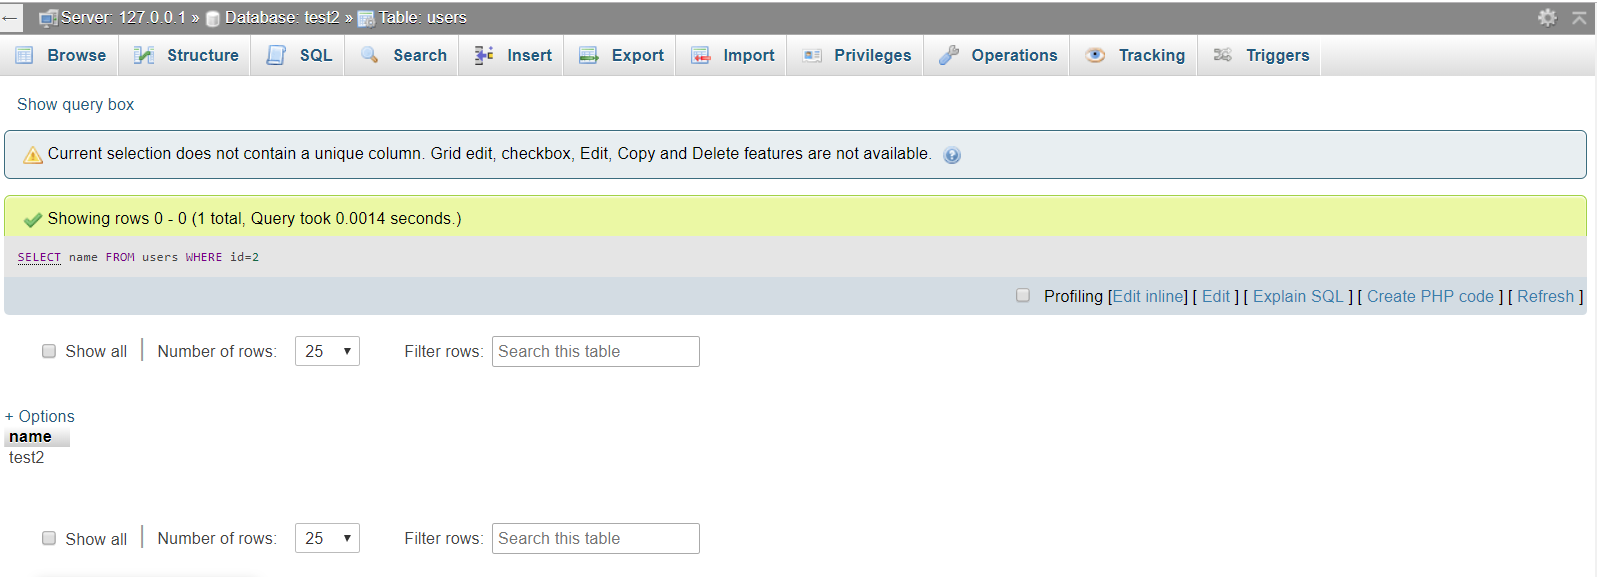 ← Server: 127.0.0.1 » Database: test2 » Table: users
Browse Structure SQL Search Insert Export Import Privileges Operations Tracking Triggers
Show query box
Current selection does not contain a unique column. Grid edit, checkbox, Edit, Copy and Delete features are not available.
Showing rows 0 - 0 (1 total, Query took 0.0014 seconds.)
SELECT name FROM users WHERE id=2
Profiling [Edit inline] [ Edit ] [ Explain SQL ] [ Create PHP code ] [ Refresh ]
Show all | Number of rows: 25 Filter rows: Search this table
+ Options
name
test2
Show all | Number of rows: 25 Filter rows: Search this table